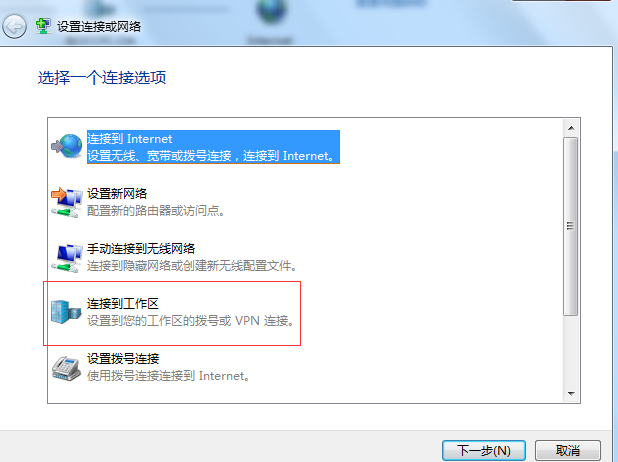 设置连接或网络
选择一个连接选项
连接到 Internet
设置无线、宽带或拨号连接，连接到 Internet。
设置新网络
配置新的路由器或访问点。
手动连接到无线网络
连接到隐藏网络或创建新无线配置文件。
连接到工作区
设置到您的工作区的拨号或 VPN 连接。
设置拨号连接
使用拨号连接连接到 Internet。
下一步(N)
取消